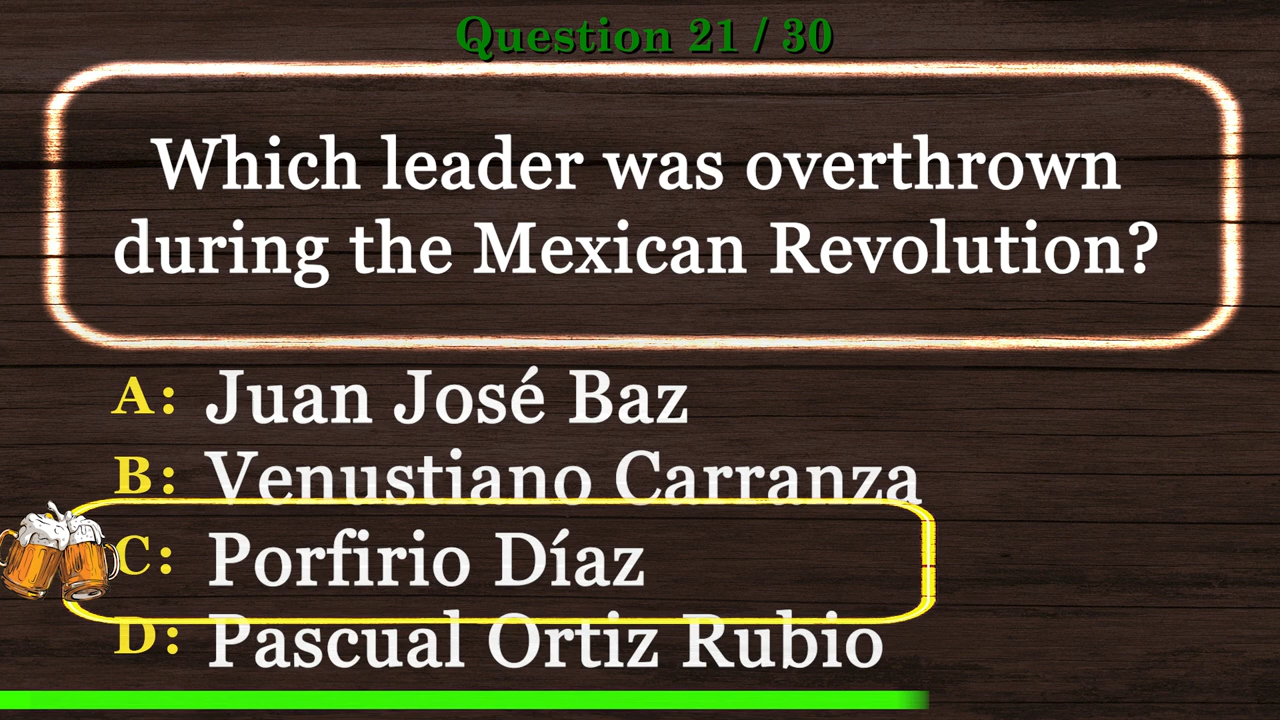 Question 21 / 30
Which leader was overthrown
during the Mexican Revolution?
A: Juan José Baz
B: Venustiano Carranza
C: Porfirio Díaz
D: Pascual Ortiz Rubio